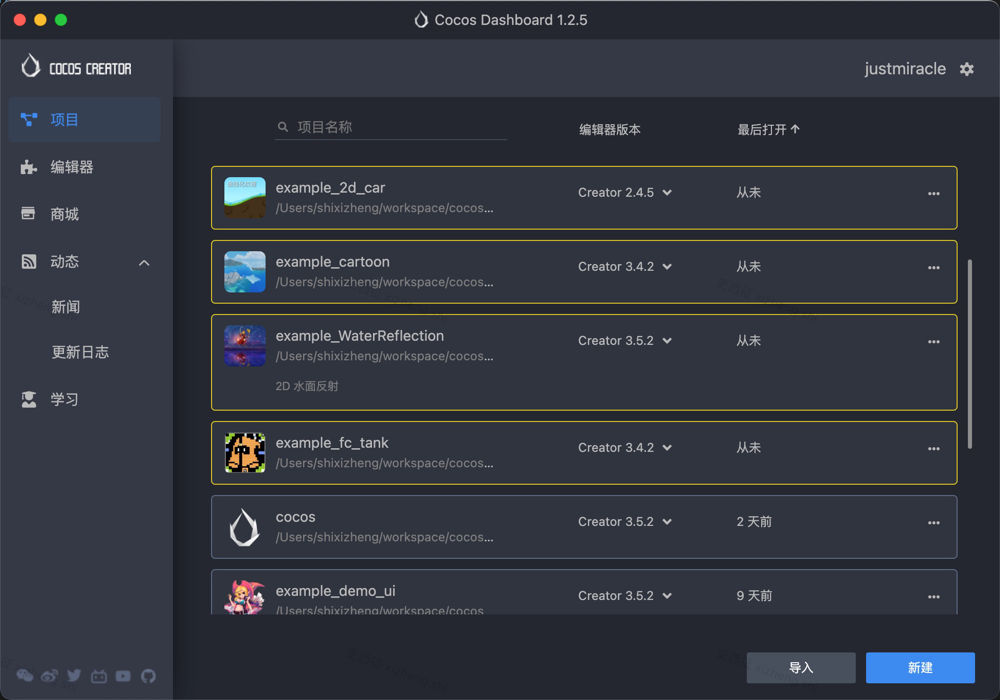 Cocos Dashboard 1.2.5
COCOS CREATOR
justmiracle
项目
编辑器
商城
动态
新闻
更新日志
学习
项目名称
编辑器版本
最后打开
example_2d_car
/Users/shixizheng/workspace/cocos...
Creator 2.4.5
从未
example_cartoon
/Users/shixizheng/workspace/cocos...
Creator 3.4.2
从未
example_WaterReflection
/Users/shixizheng/workspace/cocos...
2D 水面反射
Creator 3.5.2
从未
example_fc_tank
/Users/shixizheng/workspace/cocos...
Creator 3.4.2
从未
cocos
/Users/shixizheng/workspace/cocos...
Creator 3.5.2
2 天前
example_demo_ui
/Users/shixizheng/workspace/cocos
Creator 3.5.2
9 天前
导入
新建